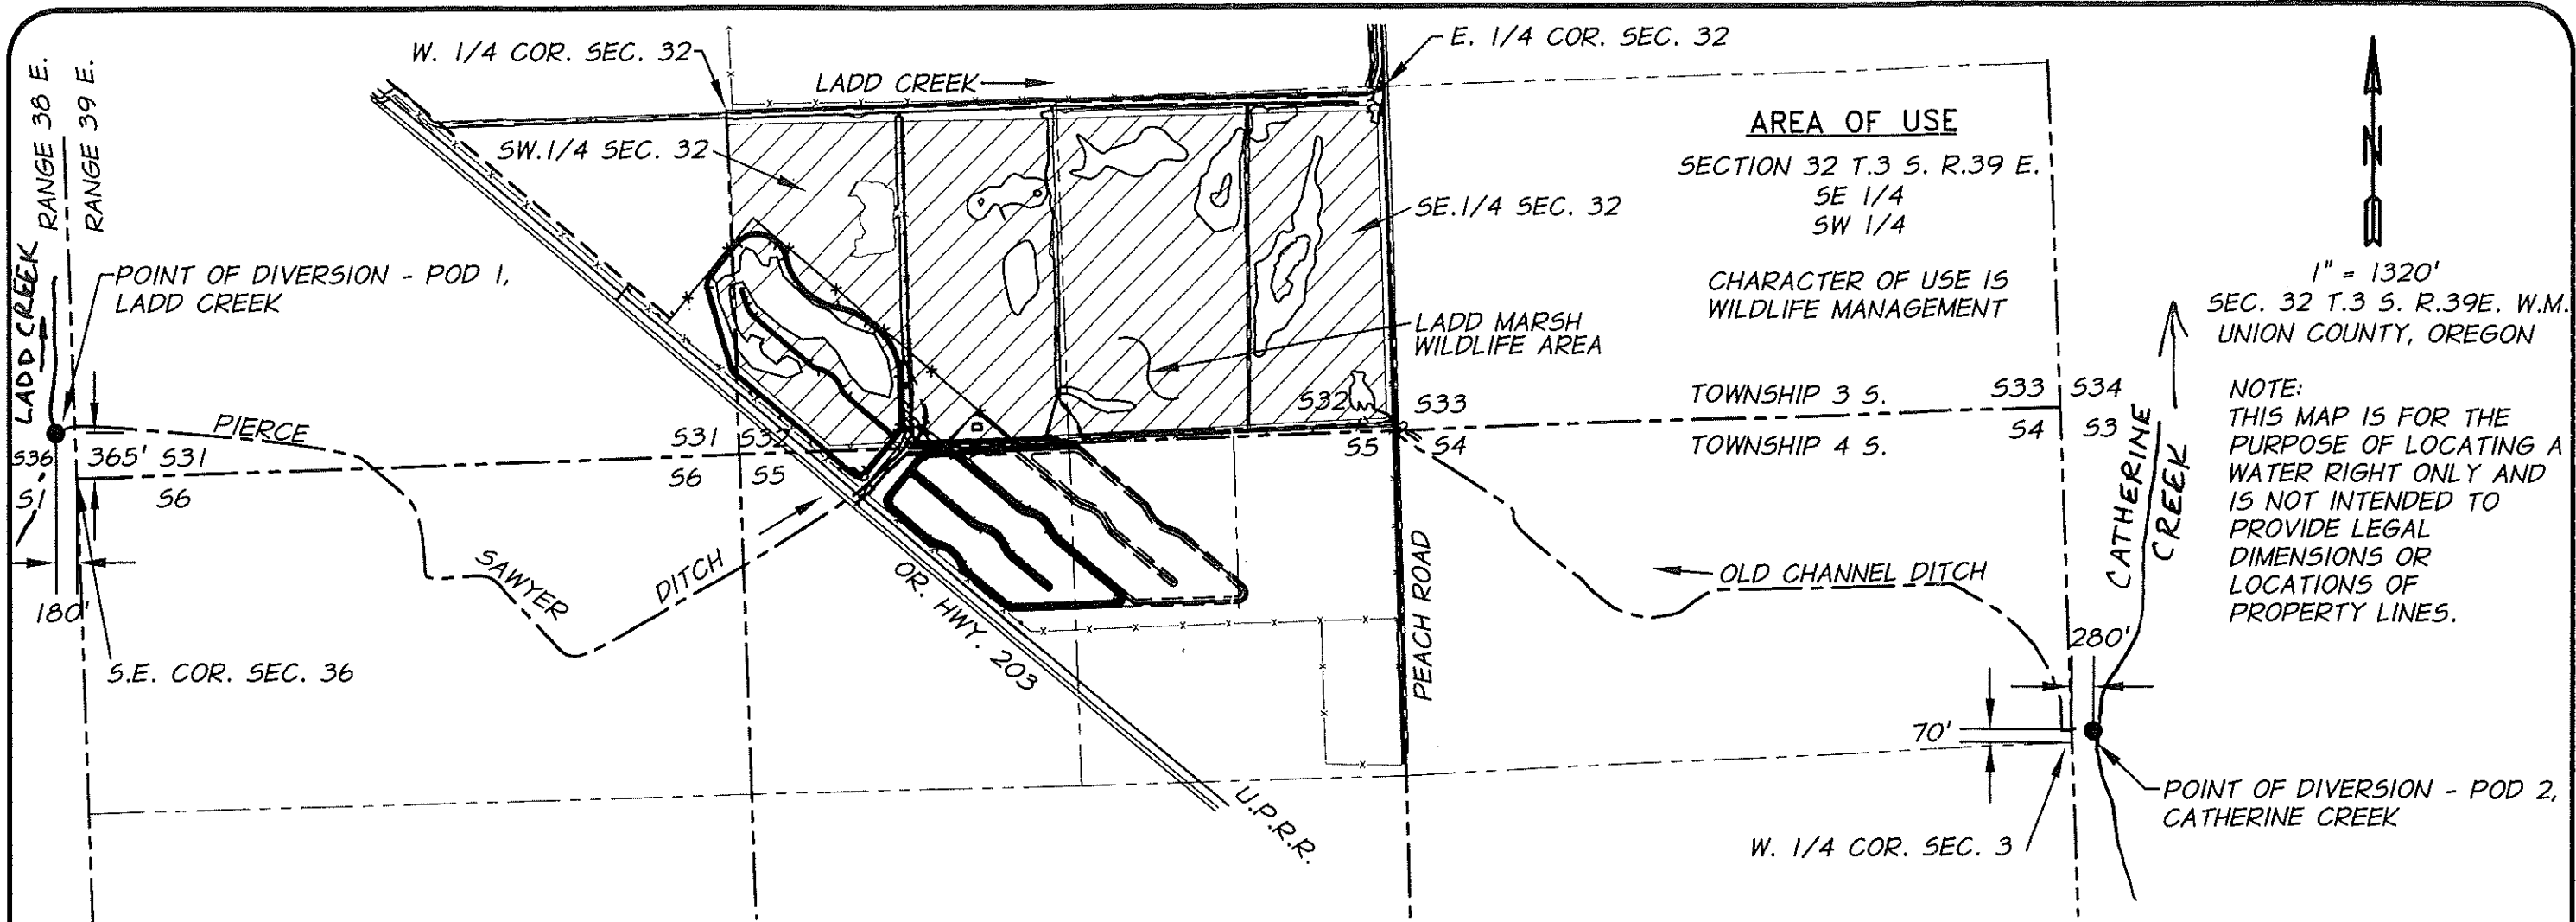 RANGE 38 E.
RANGE 39 E.
LADD CREEK
W. 1/4 COR. SEC. 32
LADD CREEK
E. 1/4 COR. SEC. 32
SW.1/4 SEC. 32
SE.1/4 SEC. 32
AREA OF USE
SECTION 32 T.3 S. R.39 E.
SE 1/4
SW 1/4
CHARACTER OF USE IS
WILDLIFE MANAGEMENT
N
1" = 1320'
SEC. 32 T.3 S. R.39E. W.M.
UNION COUNTY, OREGON
NOTE:
THIS MAP IS FOR THE
PURPOSE OF LOCATING A
WATER RIGHT ONLY AND
IS NOT INTENDED TO
PROVIDE LEGAL
DIMENSIONS OR
LOCATIONS OF
PROPERTY LINES.
POINT OF DIVERSION - POD 1,
LADD CREEK
LADD MARSH
WILDLIFE AREA
PIERCE
SAWYER
DITCH
S36
365'
S31
S1
S6
180'
S.E. COR. SEC. 36
S31
S32
S6
S5
S32
S33
S5
S4
TOWNSHIP 3 S.
TOWNSHIP 4 S.
S33
S34
S4
S3
OR. HWY. 203
U.P.R.R.
PEACH ROAD
OLD CHANNEL DITCH
CATHERINE
CREEK
280'
70'
POINT OF DIVERSION - POD 2,
CATHERINE CREEK
W. 1/4 COR. SEC. 3